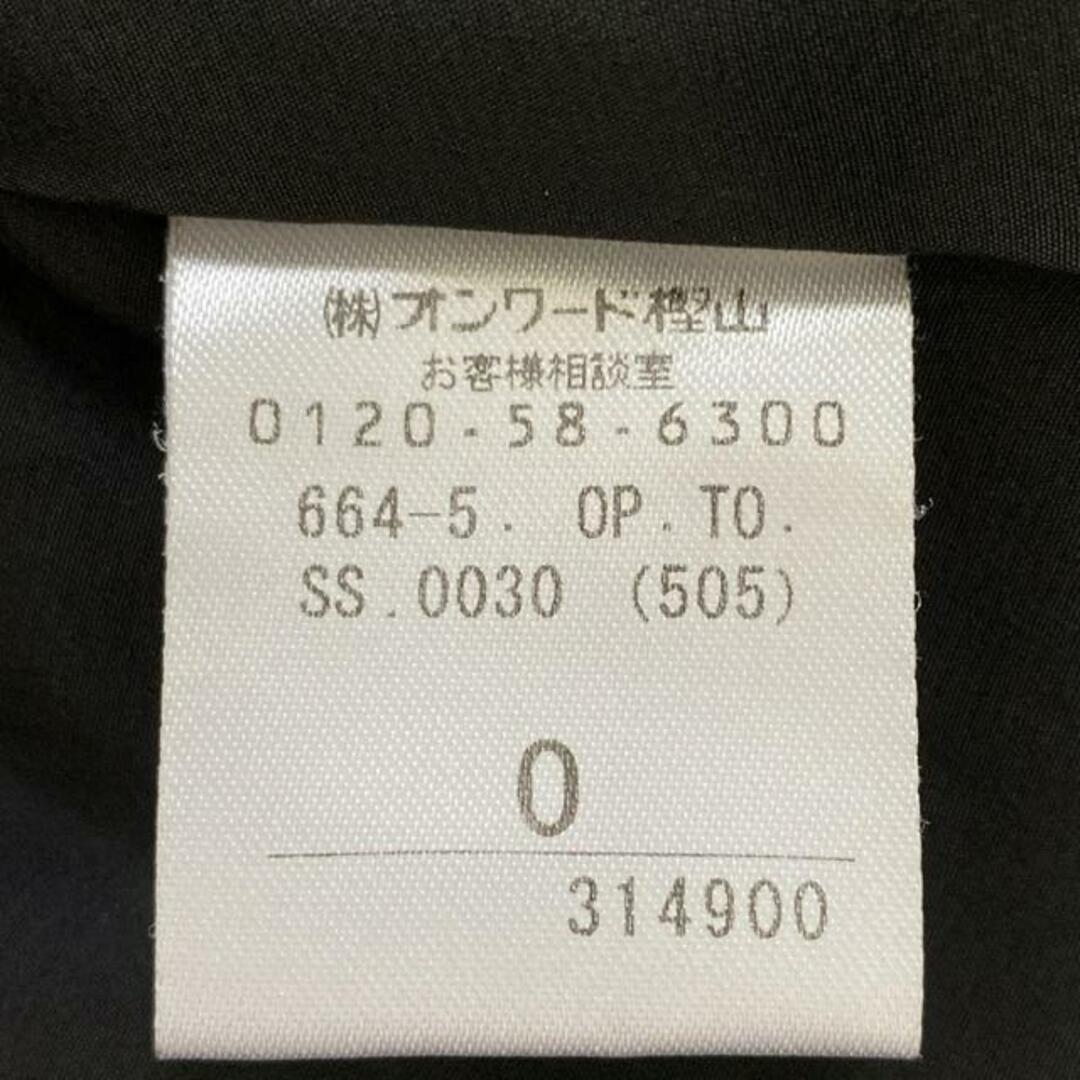 (株)オンワード樫山
お客様相談室
0120-58-6300
664-5. OP.TO.
SS.0030 (505)
0
314900